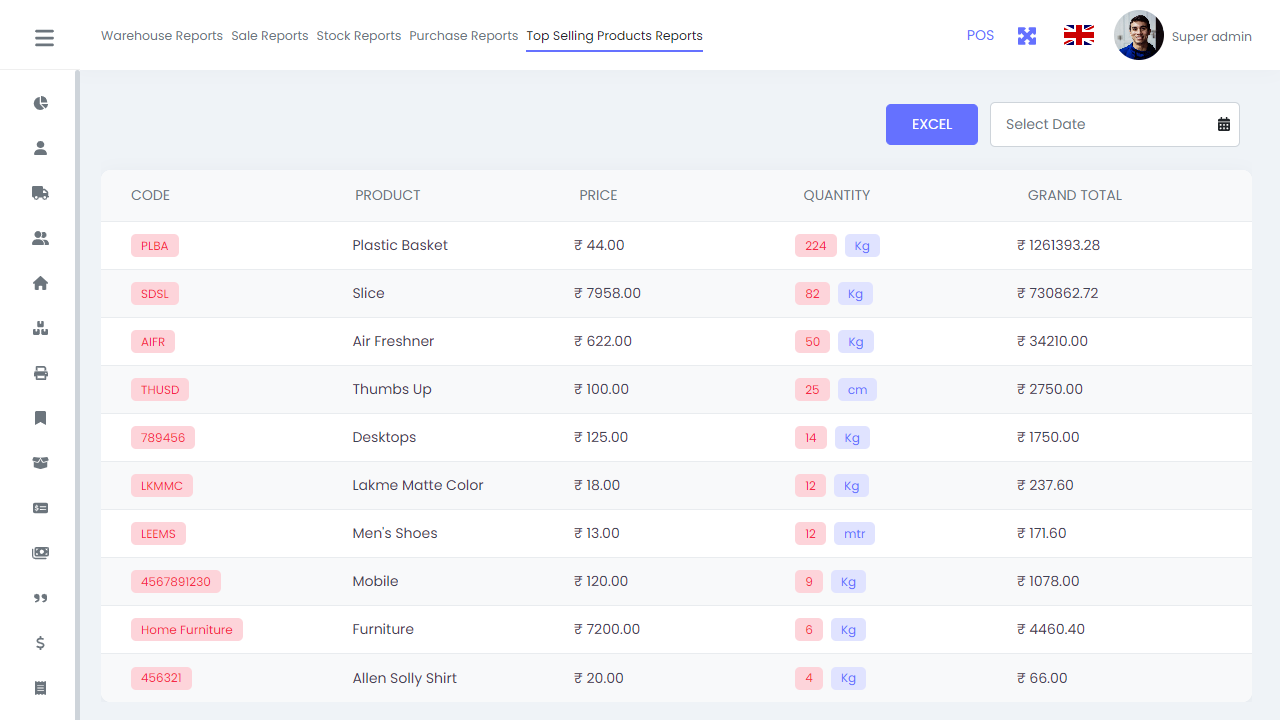 Warehouse Reports Sale Reports Stock Reports Purchase Reports Top Selling Products Reports POS Super admin
EXCEL Select Date
CODE PRODUCT PRICE QUANTITY GRAND TOTAL
PLBA Plastic Basket ₹ 44.00 224 Kg ₹ 1261393.28
SDSL Slice ₹ 7958.00 82 Kg ₹ 730862.72
AIFR Air Freshner ₹ 622.00 50 Kg ₹ 34210.00
THUSD Thumbs Up ₹ 100.00 25 cm ₹ 2750.00
789456 Desktops ₹ 125.00 14 Kg ₹ 1750.00
LKMMC Lakme Matte Color ₹ 18.00 12 Kg ₹ 237.60
LEEMS Men's Shoes ₹ 13.00 12 mtr ₹ 171.60
4567891230 Mobile ₹ 120.00 9 Kg ₹ 1078.00
Home Furniture Furniture ₹ 7200.00 6 Kg ₹ 4460.40
456321 Allen Solly Shirt ₹ 20.00 4 Kg ₹ 66.00